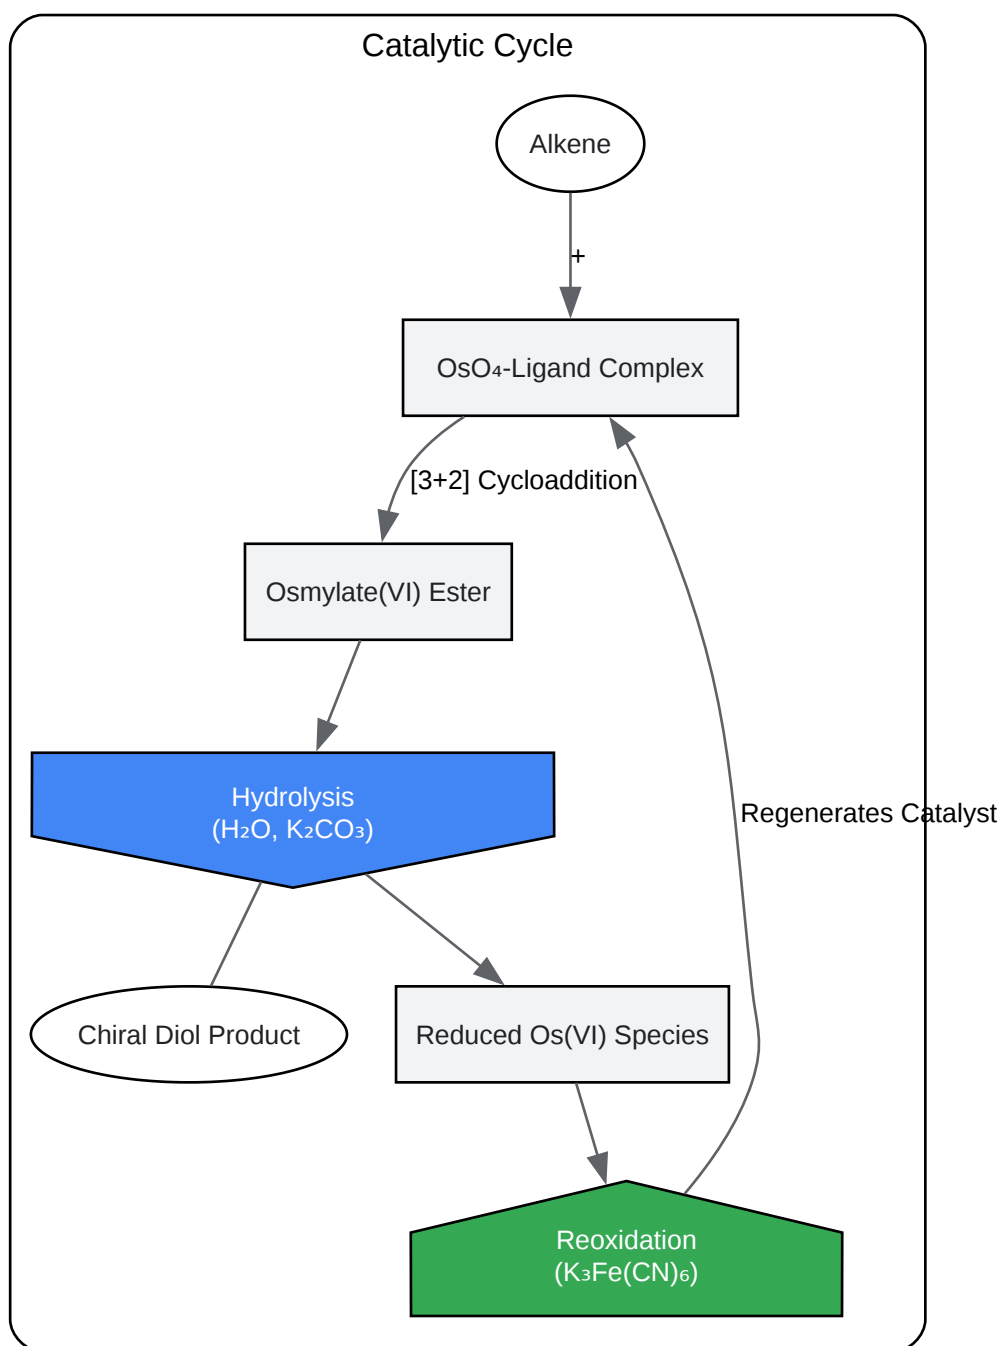 Catalytic Cycle
Alkene
+
OsO₄-Ligand Complex
[3+2] Cycloaddition
Osmylate(VI) Ester
Hydrolysis
(H₂O, K₂CO₃)
Regenerates Catalyst
Chiral Diol Product
Reduced Os(VI) Species
Reoxidation
(K₃Fe(CN)₆)